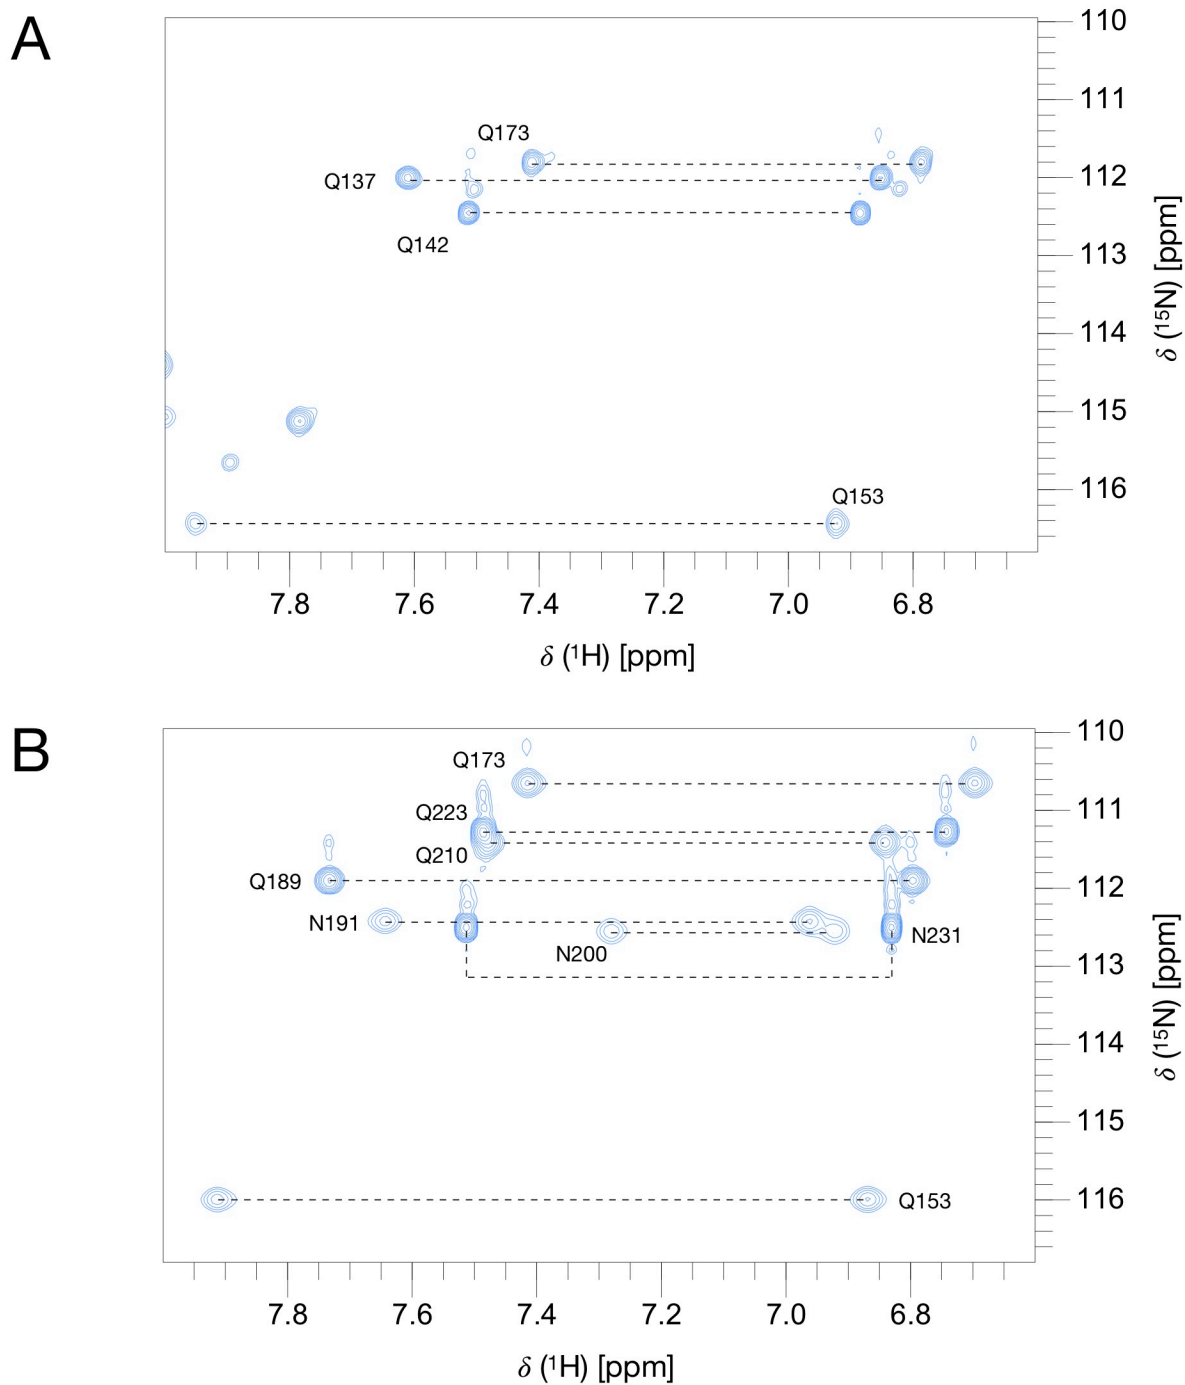 A
110
111
Q173
Q137
112
Q142
113
114
115
Q153
116
δ (¹⁵N) [ppm]
7.8 7.6 7.4 7.2 7.0 6.8
δ (¹H) [ppm]
B
110
Q173
Q223
111
Q210
Q189
112
N191
N231
N200
113
114
115
Q153
116
δ (¹⁵N) [ppm]
7.8 7.6 7.4 7.2 7.0 6.8
δ (¹H) [ppm]